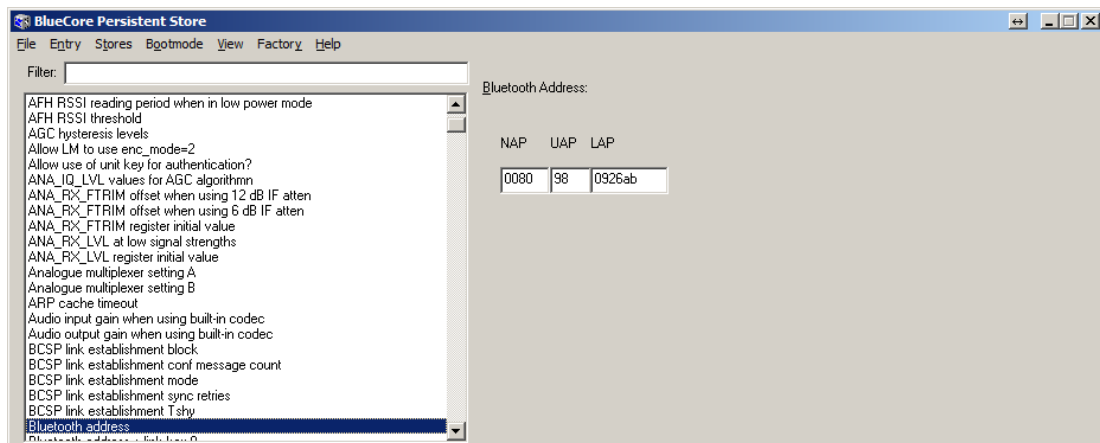 BlueCore Persistent Store
File Entry Stores Bootmode View Factory Help
Filter:
Bluetooth Address:
AFH RSSI reading period when in low power mode
AFH RSSI threshold
AGC hysteresis levels
NAP UAP LAP
Allow LM to use enc_mode=2
Allow use of unit key for authentication?
0080 98 0926ab
ANA_IQ_LVL values for AGC algorithmn
ANA_RX_FTRIM offset when using 12 dB IF atten
ANA_RX_FTRIM offset when using 6 dB IF atten
ANA_RX_FTRIM register initial value
ANA_RX_LVL at low signal strengths
ANA_RX_LVL register initial value
Analogue multiplexer setting A
Analogue multiplexer setting B
ARP cache timeout
Audio input gain when using built-in codec
Audio output gain when using built-in codec
BCSP link establishment block
BCSP link establishment conf message count
BCSP link establishment mode
BCSP link establishment sync retries
BCSP link establishment Tshy
Bluetooth address